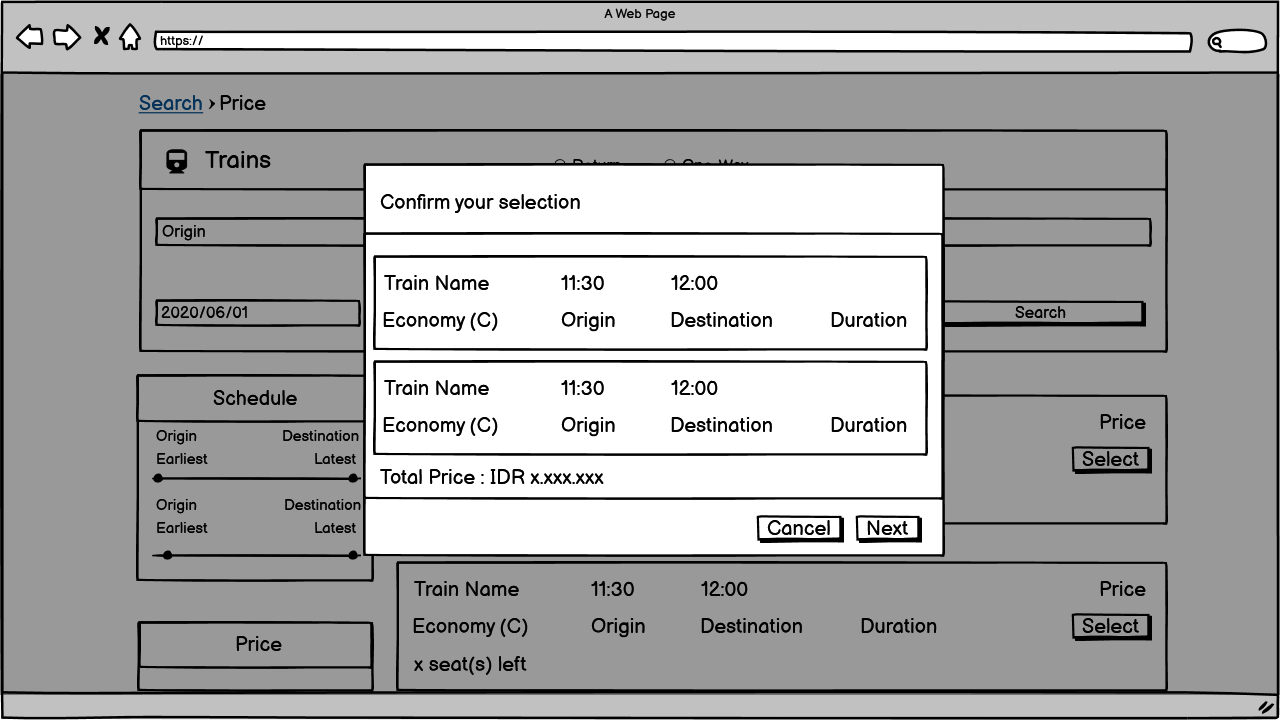 A Web Page
https://
Search › Price
Trains
Return One-Way
Confirm your selection
Origin
Train Name 11:30 12:00
Economy (C) Origin Destination Duration
2020/06/01
Search
Train Name 11:30 12:00
Economy (C) Origin Destination Duration
Total Price : IDR x.xxx.xxx
Cancel Next
Schedule
Origin Destination
Earliest Latest
Origin Destination
Earliest Latest
Price
Price
Select
Train Name 11:30 12:00 Price
Economy (C) Origin Destination Duration Select
x seat(s) left